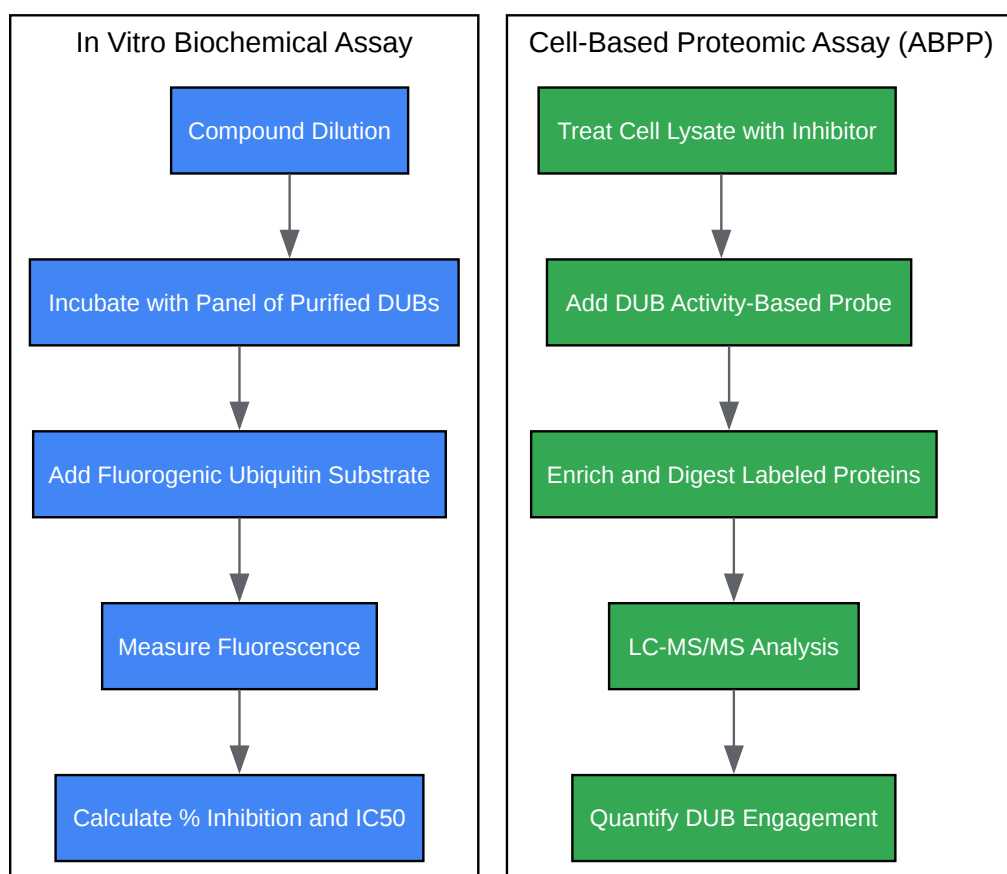 In Vitro Biochemical Assay
Compound Dilution
Incubate with Panel of Purified DUBs
Add Fluorogenic Ubiquitin Substrate
Measure Fluorescence
Calculate % Inhibition and IC50
Cell-Based Proteomic Assay (ABPP)
Treat Cell Lysate with Inhibitor
Add DUB Activity-Based Probe
Enrich and Digest Labeled Proteins
LC-MS/MS Analysis
Quantify DUB Engagement